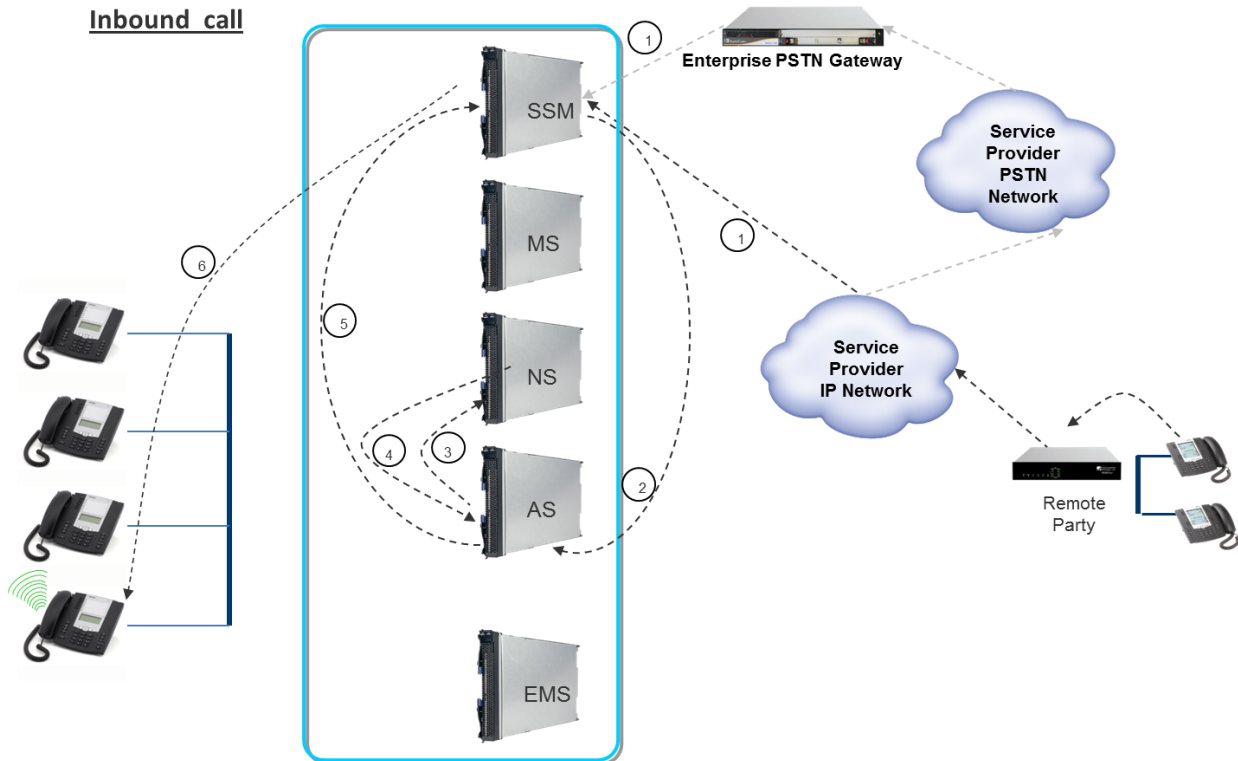 Inbound call
1
Enterprise PSTN Gateway
SSM
Service
Provider
PSTN
Network
MS
1
6
5
NS
Service
Provider
IP Network
4
3
2
AS
Remote
Party
EMS